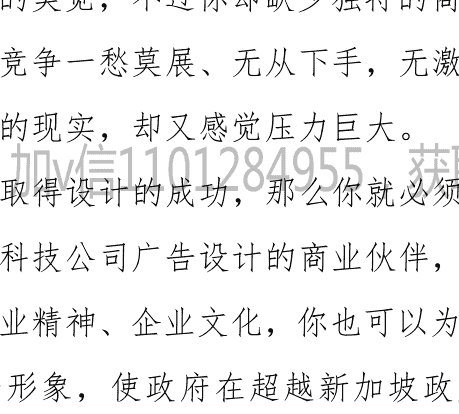 的莫兑，不过你却缺少独特的商
竞争一愁莫展、无从下手，无激
的现实，却又感觉压力巨大。
加v信1101284955 获取
取得设计的成功，那么你就必须
科技公司广告设计的商业伙伴，
业精神、企业文化，你也可以为
形象，使政府在超越新加坡政